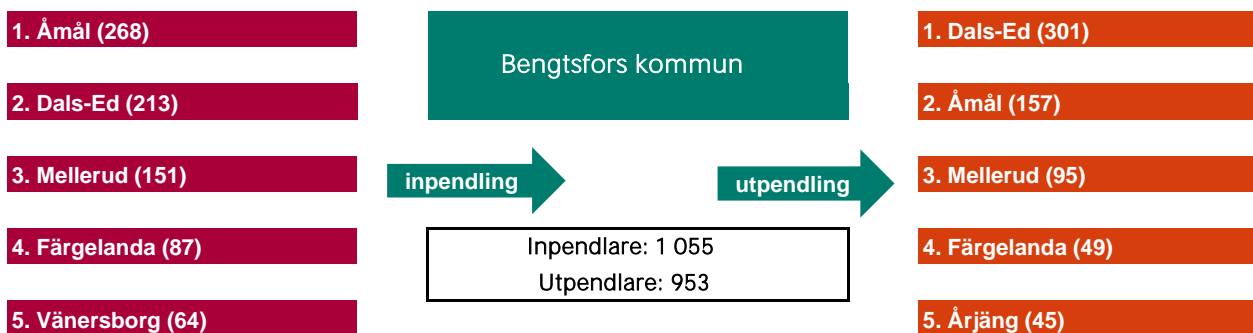 1. Åmål (268)
2. Dals-Ed (213)
3. Mellerud (151)
4. Färgelanda (87)
5. Vänersborg (64)
Bengtsfors kommun
inpendling
utpendling
Inpendlare: 1 055
Utpendlare: 953
1. Dals-Ed (301)
2. Åmål (157)
3. Mellerud (95)
4. Färgelanda (49)
5. Årjäng (45)